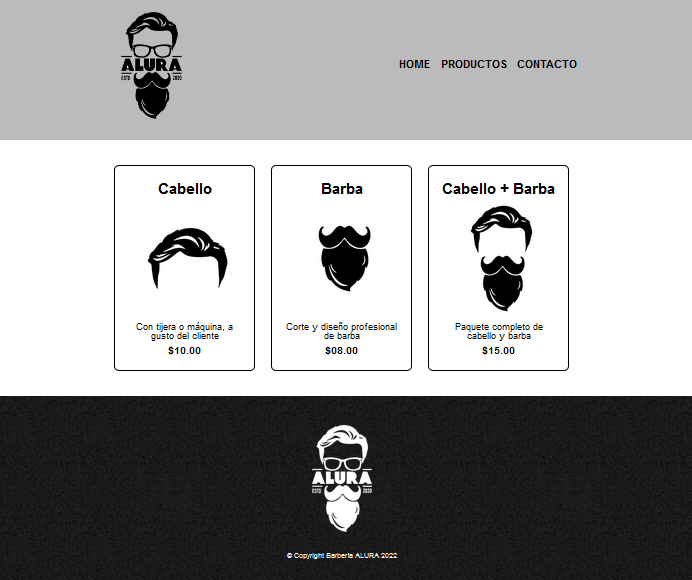 ALURA
ESTD 2020
HOME PRODUCTOS CONTACTO
Cabello
Con tijera o máquina, a
gusto del cliente
$10.00
Barba
Corte y diseño profesional
de barba
$08.00
Cabello + Barba
Paquete completo de
cabello y barba
$15.00
ALURA
ESTD 2020
© Copyright Barbería ALURA 2022